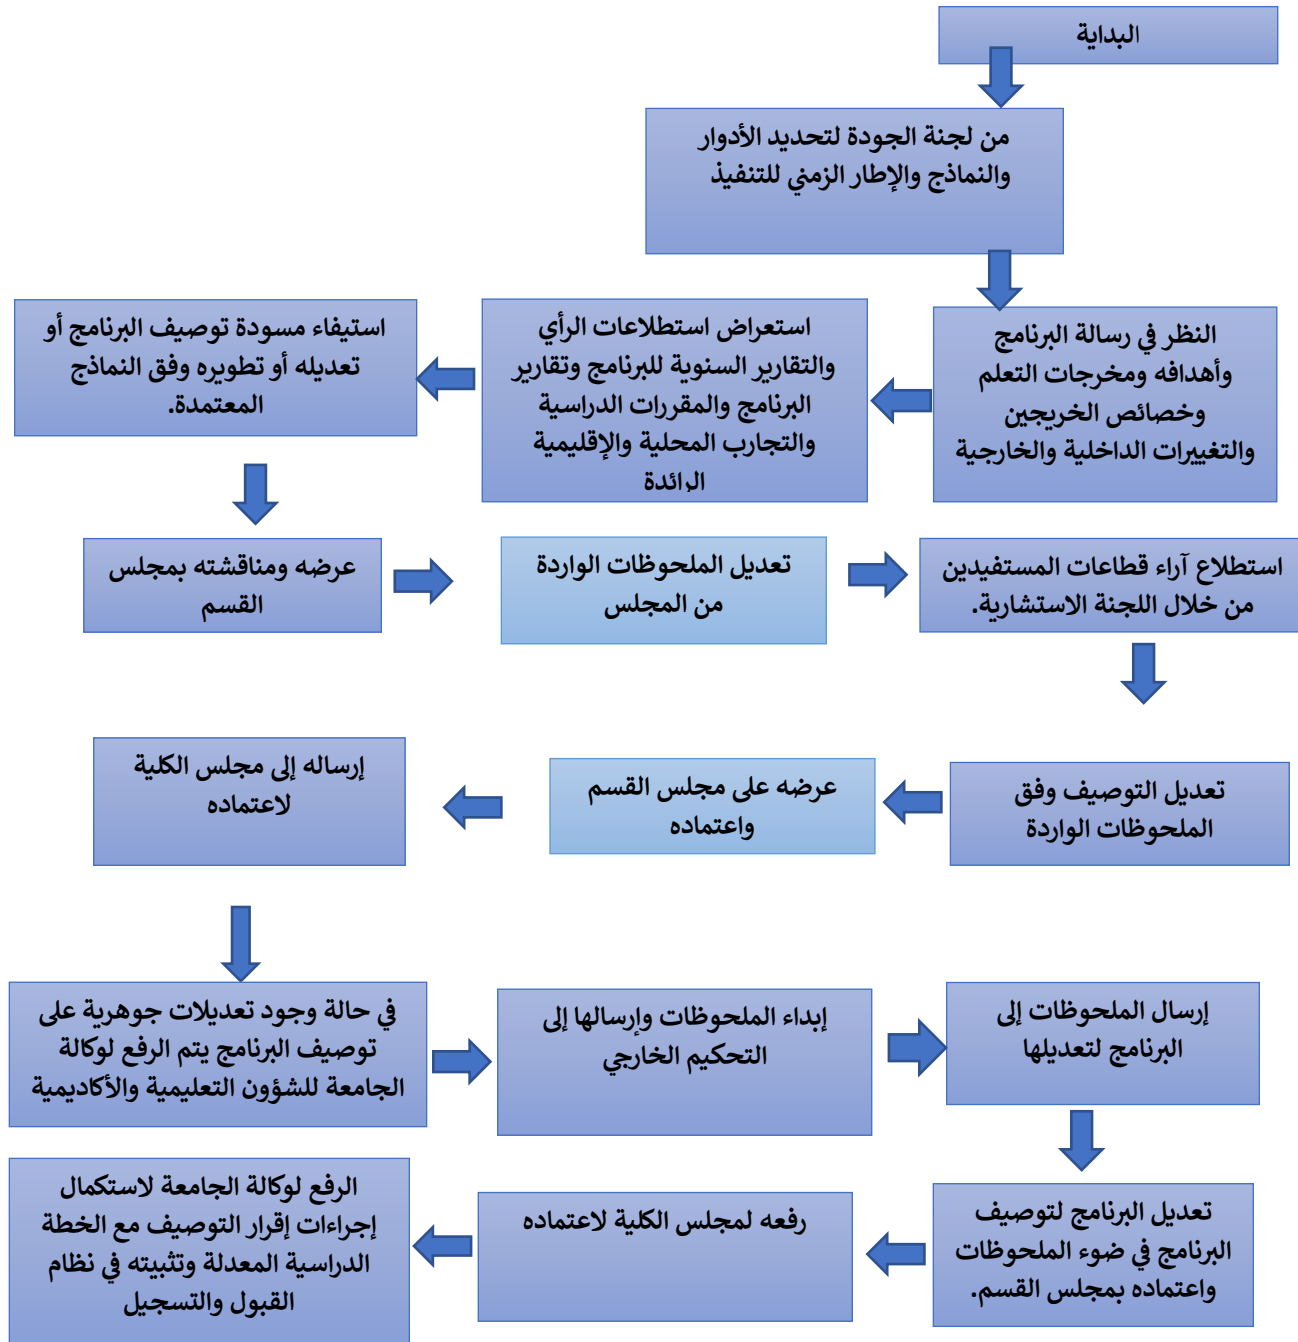 البداية
من لجنة الجودة لتحديد الأدوار
والنماذج والإطار الزمني للتنفيذ
النظر في رسالة البرنامج
وأهدافه ومخرجات التعلم
وخصائص الخريجين
والتغييرات الداخلية والخارجية
استعراض استطلاعات الرأي
والتقارير السنوية للبرنامج وتقارير
البرنامج والمقررات الدراسية
والتجارب المحلية والإقليمية
الرائدة
استيفاء مسودة توصيف البرنامج أو
تعديله أو تطويره وفق النماذج
المعتمدة.
عرضه ومناقشته بمجلس
القسم
تعديل الملحوظات الواردة
من المجلس
استطلاع آراء قطاعات المستفيدين
من خلال اللجنة الاستشارية.
تعديل التوصيف وفق
الملحوظات الواردة
عرضه على مجلس القسم
واعتماده
إرساله إلى مجلس الكلية
لاعتماده
في حالة وجود تعديلات جوهرية على
توصيف البرنامج يتم الرفع لوكالة
الجامعة للشؤون التعليمية والأكاديمية
إبداء الملحوظات وإرسالها إلى
التحكيم الخارجي
إرسال الملحوظات إلى
البرنامج لتعديلها
تعديل البرنامج لتوصيف
البرنامج في ضوء الملحوظات
واعتماده بمجلس القسم.
رفعه لمجلس الكلية لاعتماده
الرفع لوكالة الجامعة لاستكمال
إجراءات إقرار التوصيف مع الخطة
الدراسية المعدلة وتثبيته في نظام
القبول والتسجيل